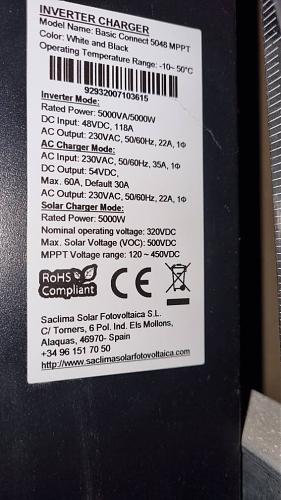 INVERTER CHARGER
Model Name: Basic Connect 5048 MPPT
Color: White and Black
Operating Temperature Range: -10~ 50°C
92932007103615
Inverter Mode:
Rated Power: 5000VA/5000W
DC Input: 48VDC, 118A
AC Output: 230VAC, 50/60Hz, 22A, 1Φ
AC Charger Mode:
AC Input: 230VAC, 50/60Hz, 35A, 1Φ
DC Output: 54VDC,
Max. 60A, Default 30A
AC Output: 230VAC, 50/60Hz, 22A, 1Φ
Solar Charger Mode:
Rated Power: 5000W
Nominal operating voltage: 320VDC
Max. Solar Voltage (VOC): 500VDC
MPPT Voltage range: 120 ~ 450VDC
RoHS
Compliant
CE
Saclima Solar Fotovoltaica S.L.
C/ Torners, 6 Pol. Ind. Els Mollons,
Alaquas, 46970- Spain
+34 96 151 70 50
http://www.saclimasolarfotovoltaica.com